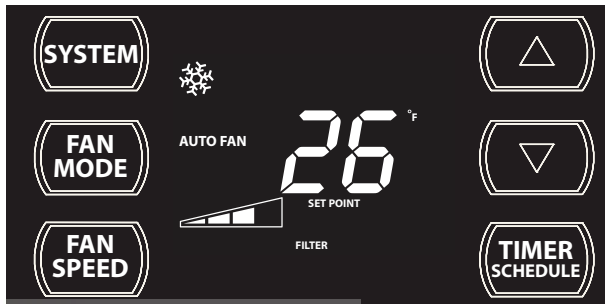 SYSTEM
AUTO FAN
26 °F
FAN
MODE
SET POINT
FAN
SPEED
FILTER
TIMER
SCHEDULE